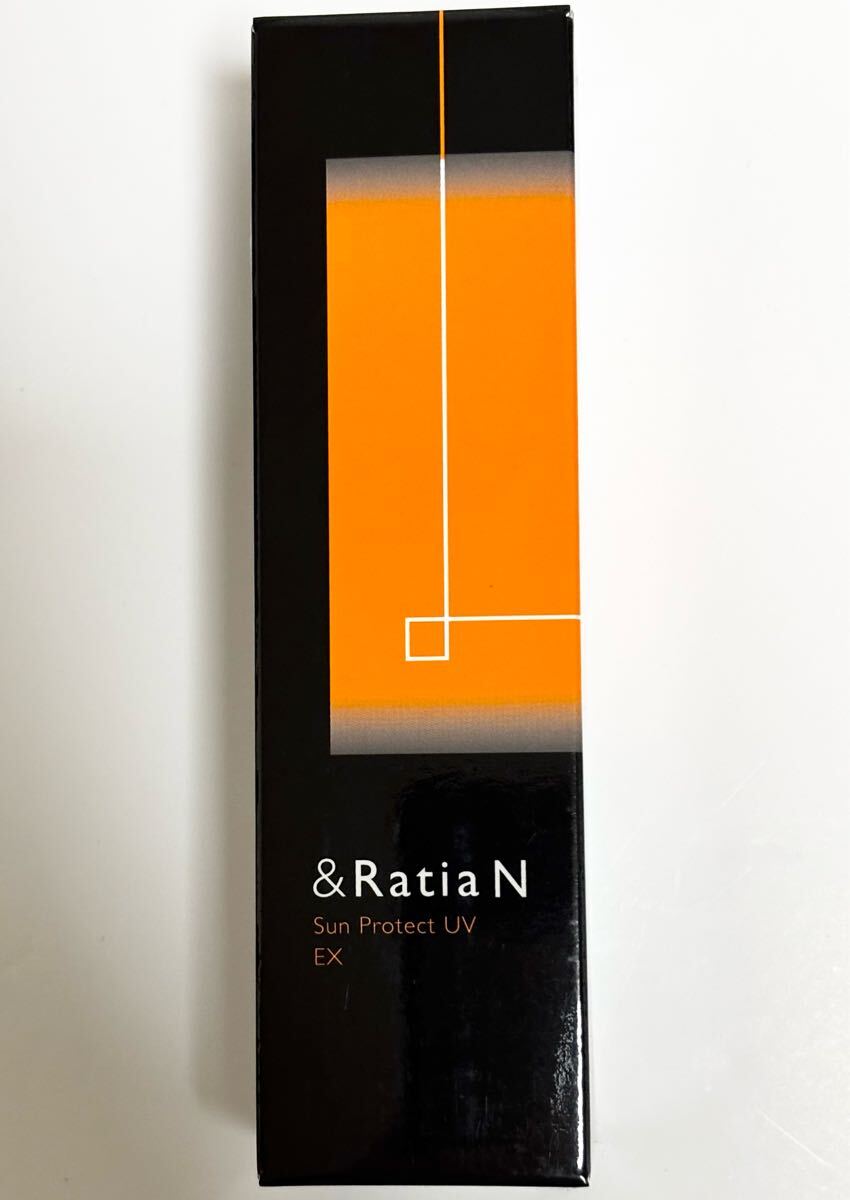 &Ratia N
Sun Protect UV
EX